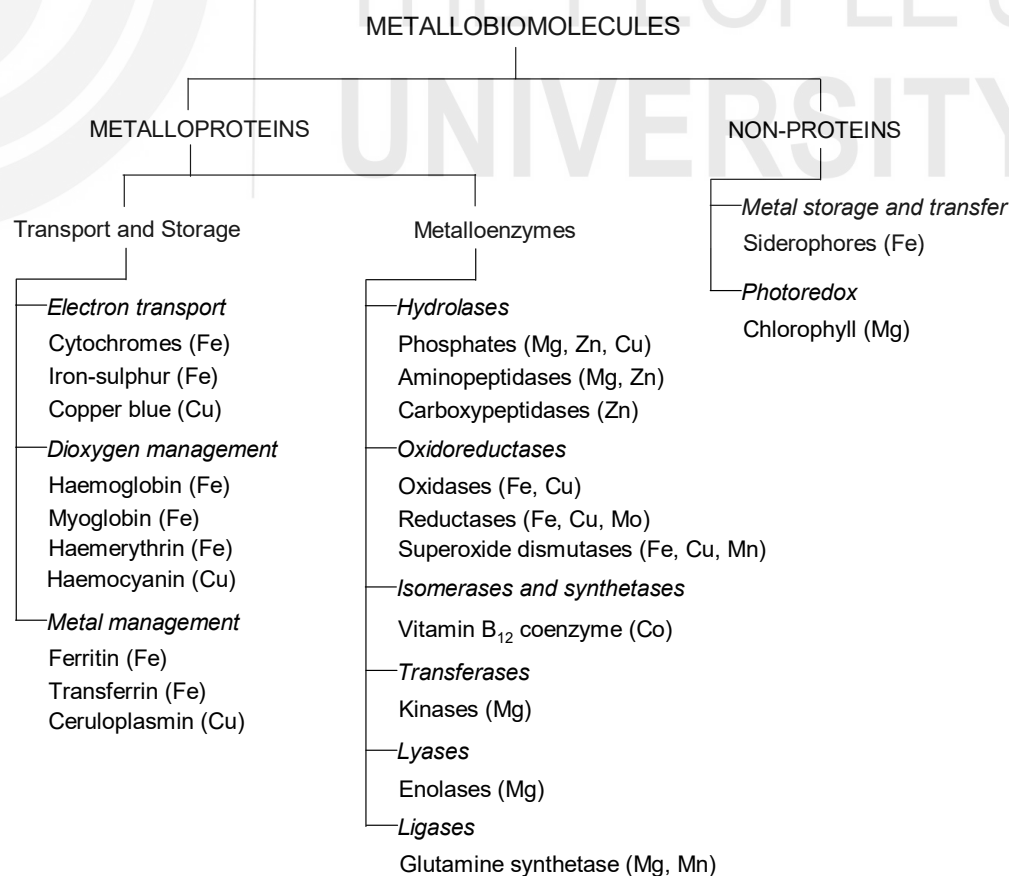 THE PEOPLE'S
UNIVERSITY
METALLOBIOMOLECULES
METALLOPROTEINS
NON-PROTEINS
Transport and Storage
Metalloenzymes
Metal storage and transfer
Siderophores (Fe)
Photoredox
Chlorophyll (Mg)
Electron transport
Cytochromes (Fe)
Iron-sulphur (Fe)
Copper blue (Cu)
Dioxygen management
Haemoglobin (Fe)
Myoglobin (Fe)
Haemerythrin (Fe)
Haemocyanin (Cu)
Metal management
Ferritin (Fe)
Transferrin (Fe)
Ceruloplasmin (Cu)
Hydrolases
Phosphates (Mg, Zn, Cu)
Aminopeptidases (Mg, Zn)
Carboxypeptidases (Zn)
Oxidoreductases
Oxidases (Fe, Cu)
Reductases (Fe, Cu, Mo)
Superoxide dismutases (Fe, Cu, Mn)
Isomerases and synthetases
Vitamin B₁₂ coenzyme (Co)
Transferases
Kinases (Mg)
Lyases
Enolases (Mg)
Ligases
Glutamine synthetase (Mg, Mn)